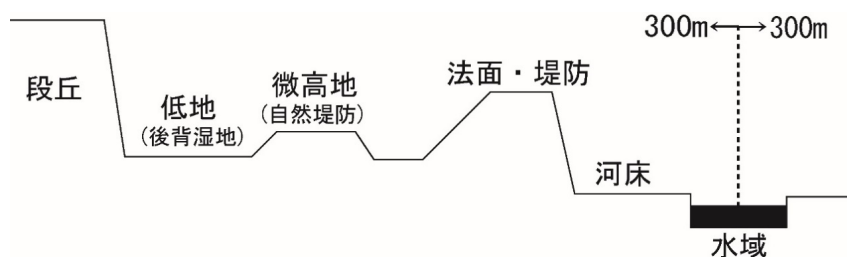 300m 300m
段丘
低地
(後背湿地)
微高地
(自然堤防)
法面・堤防
河床
水域